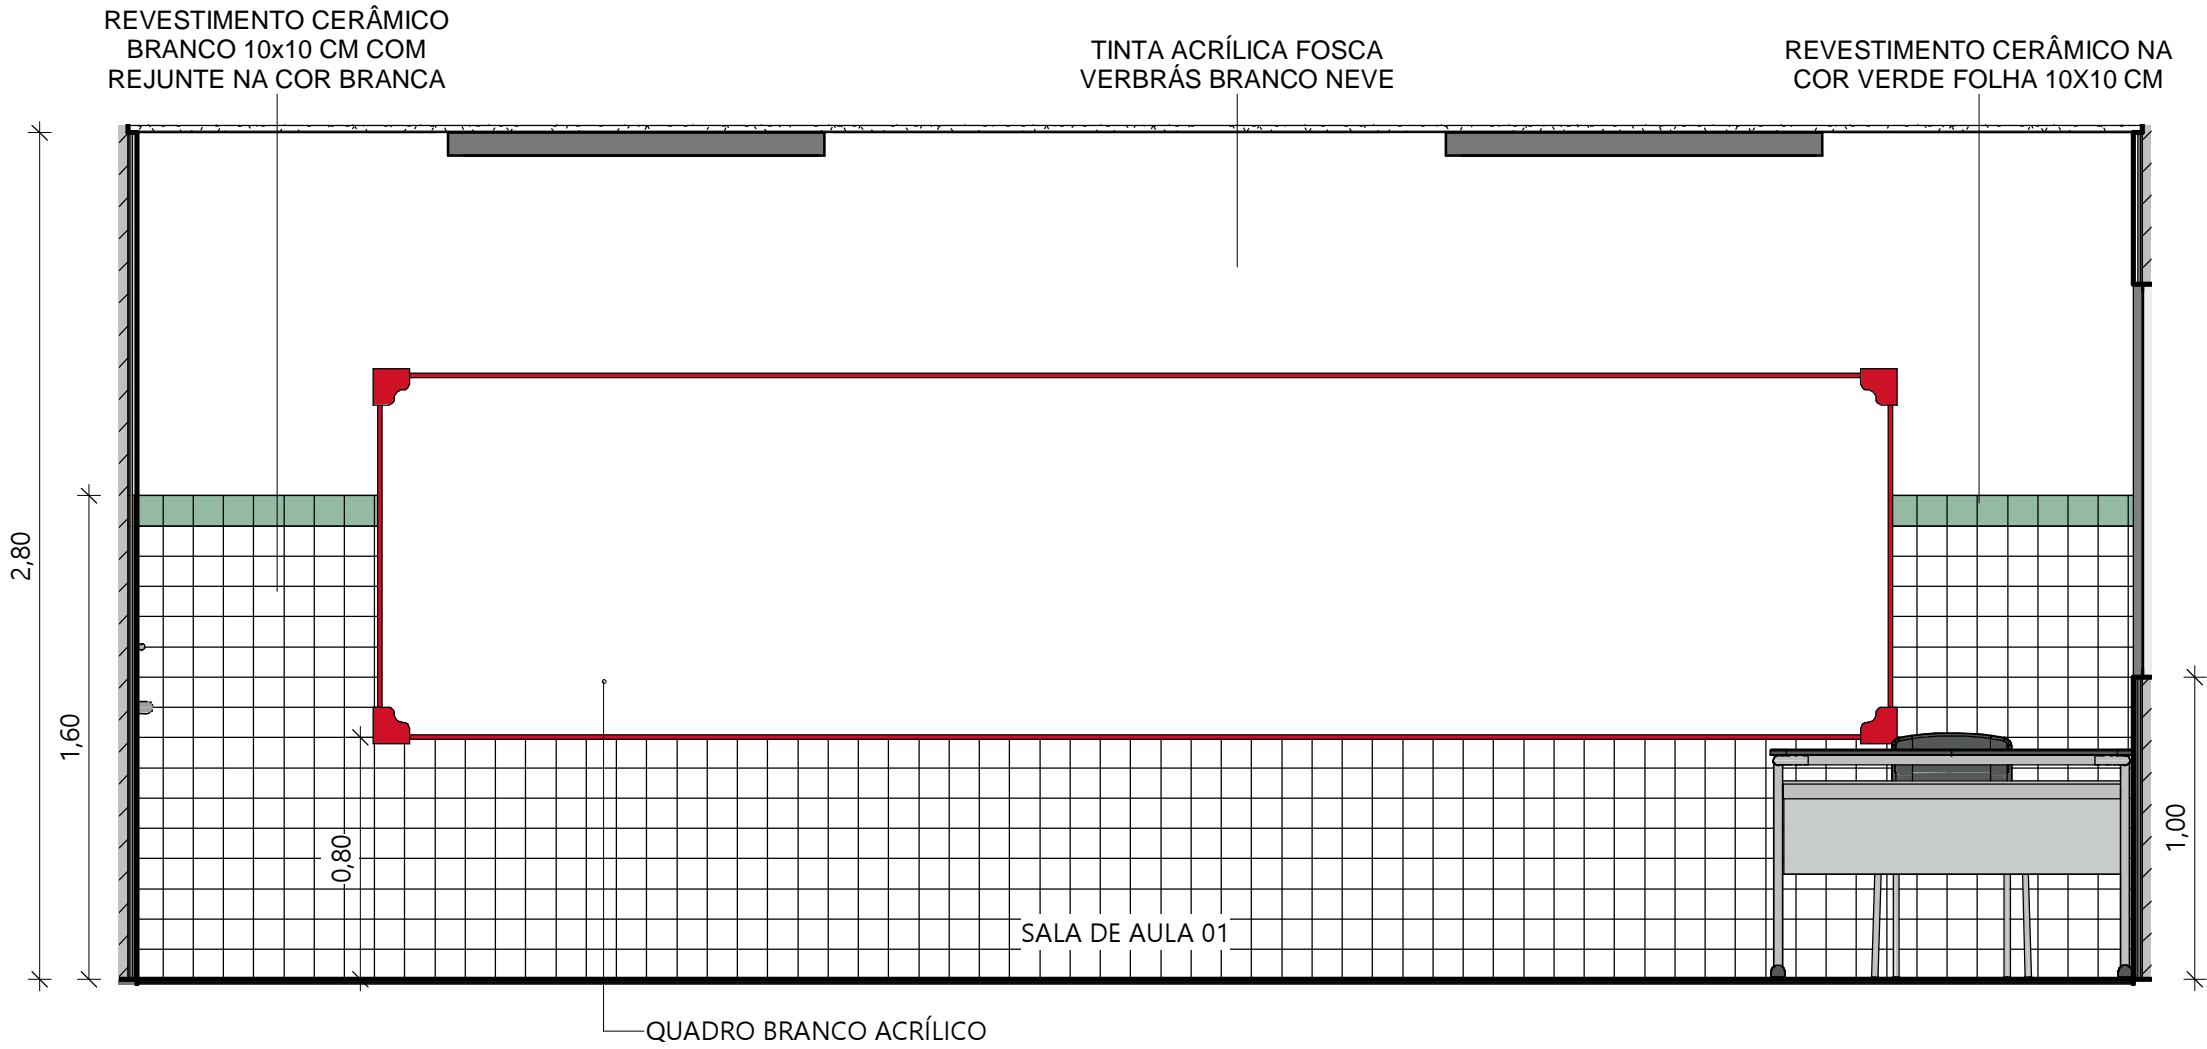 REVESTIMENTO CERÂMICO
BRANCO 10x10 CM COM
REJUNTE NA COR BRANCA
TINTA ACRÍLICA FOSCA
VERBRÁS BRANCO NEVE
REVESTIMENTO CERÂMICO NA
COR VERDE FOLHA 10X10 CM
2,80
1,60
0,80
1,00
SALA DE AULA 01
QUADRO BRANCO ACRÍLICO